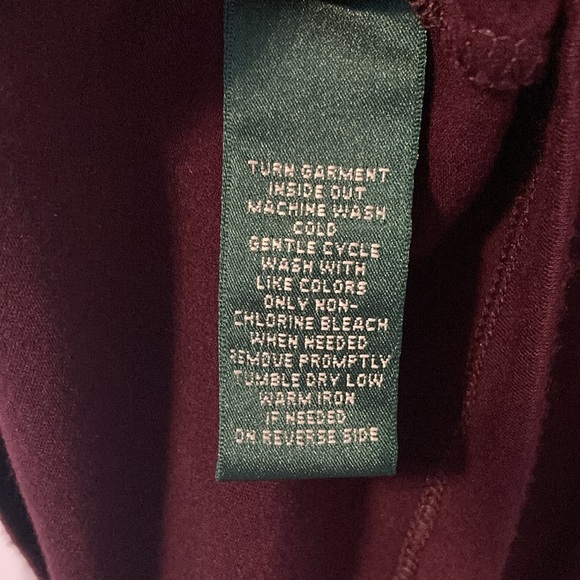 TURN GARMENT
INSIDE OUT
MACHINE WASH
COLD
GENTLE CYCLE
WASH WITH
LIKE COLORS
ONLY NON-
CHLORINE BLEACH
WHEN NEEDED
REMOVE PROMPTLY
TUMBLE DRY LOW
WARM IRON
IF NEEDED
ON REVERSE SIDE